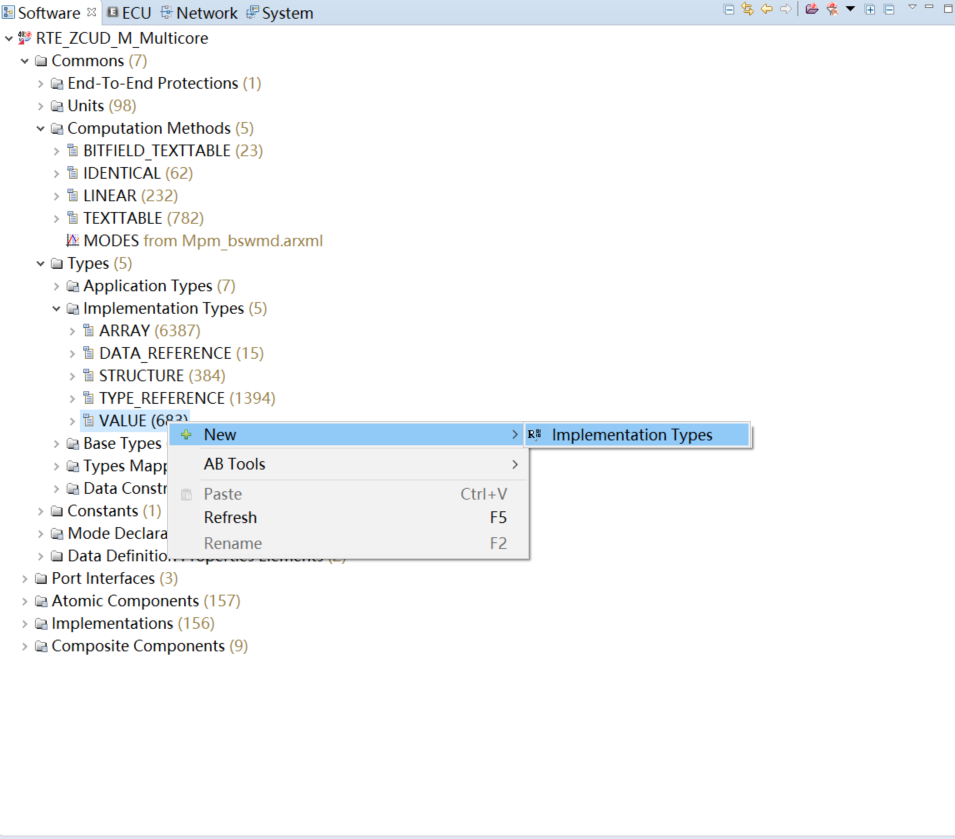 Software ECU Network System
RTE_ZCUD_M_Multicore
Commons (7)
End-To-End Protections (1)
Units (98)
Computation Methods (5)
BITFIELD_TEXTTABLE (23)
IDENTICAL (62)
LINEAR (232)
TEXTTABLE (782)
MODES from Mpm_bswmd.arxml
Types (5)
Application Types (7)
Implementation Types (5)
ARRAY (6387)
DATA_REFERENCE (15)
STRUCTURE (384)
TYPE_REFERENCE (1394)
VALUE (683)
New Implementation Types
Base Types
AB Tools
Types Mapp
Data Constr
Paste Ctrl+V
Constants (1)
Refresh F5
Mode Declara
Rename F2
Data Definition Properties Elements (2)
Port Interfaces (3)
Atomic Components (157)
Implementations (156)
Composite Components (9)